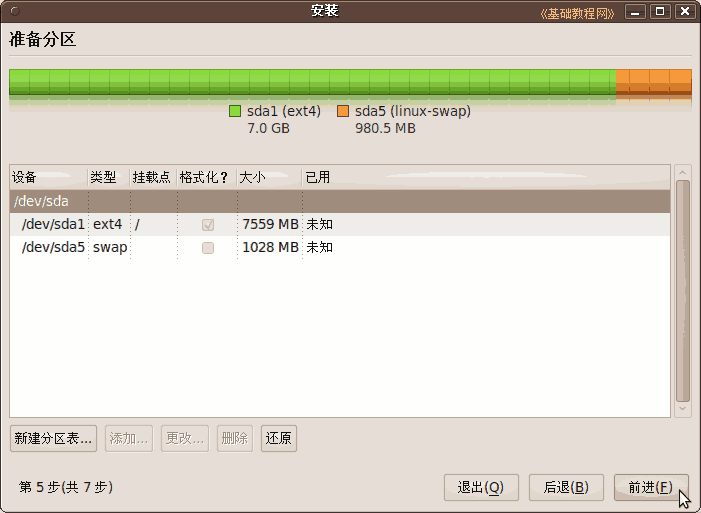 安装
《基础教程网》
准备分区
sda1 (ext4) sda5 (linux-swap)
7.0 GB 980.5 MB
设备 类型 挂载点 格式化? 大小 已用
/dev/sda
/dev/sda1 ext4 / 7559 MB 未知
/dev/sda5 swap 1028 MB 未知
新建分区表... 添加... 更改... 删除 还原
第 5 步(共 7 步) 退出(Q) 后退(B) 前进(F)